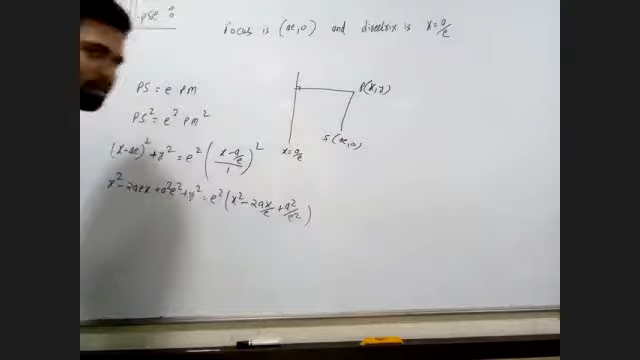 pse :
Focus is (ae, 0) and directrix is x = a/e
PS = e PM
PS² = e² PM²
(x-ae)² + y² = e² ((x - a/e)/1)²
x² - 2aex + a²e² + y² = e² (x² - 2ax/e + a²/e²)
P(x,y)
S(ae, 0)
x = a/e